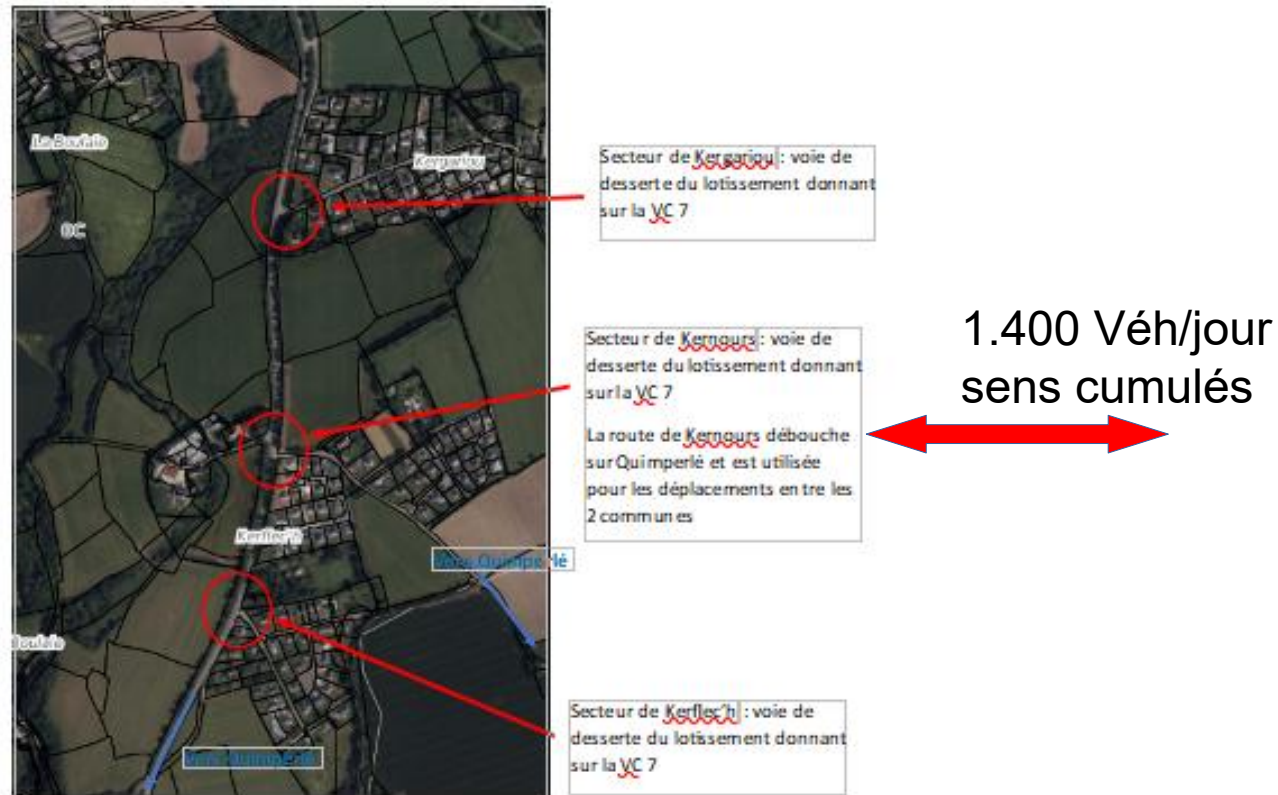 La Boulaie
Kergariou
0C
Kerflec'h
Vers Quimperlé
Boulaie
Vers Quimperlé
Secteur de Kergariou : voie de
desserte du lotissement donnant
sur la VC 7
Secteur de Kernours : voie de
desserte du lotissement donnant
sur la VC 7
La route de Kernours débouche
sur Quimperlé et est utilisée
pour les déplacements entre les
2 communes
Secteur de Kerflec'h : voie de
desserte du lotissement donnant
sur la VC 7
1.400 Véh/jour
sens cumulés